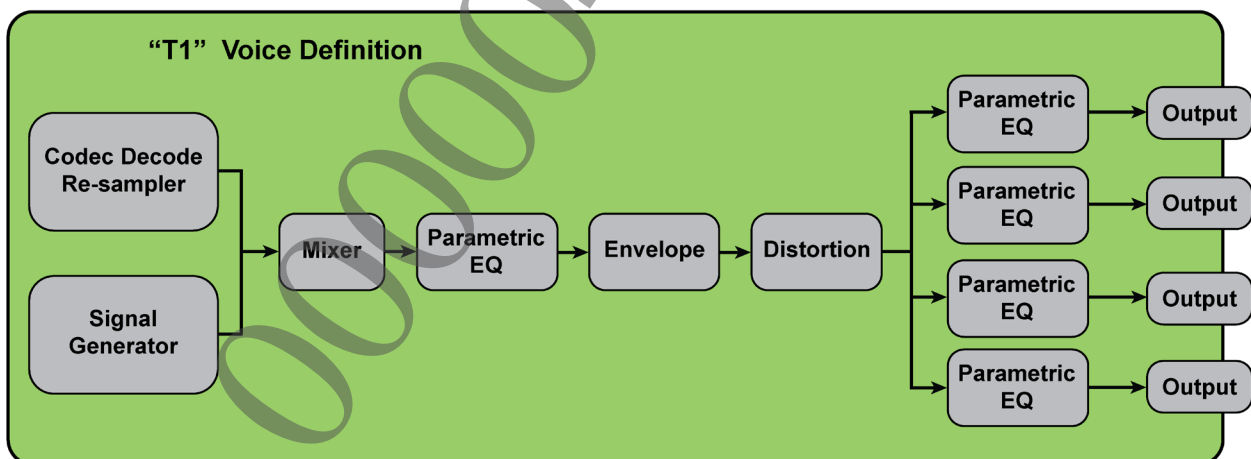 “T1” Voice Definition
Codec Decode
Re-sampler
Signal
Generator
Mixer
Parametric
EQ
Envelope
Distortion
Parametric
EQ
Output
Parametric
EQ
Output
Parametric
EQ
Output
Parametric
EQ
Output